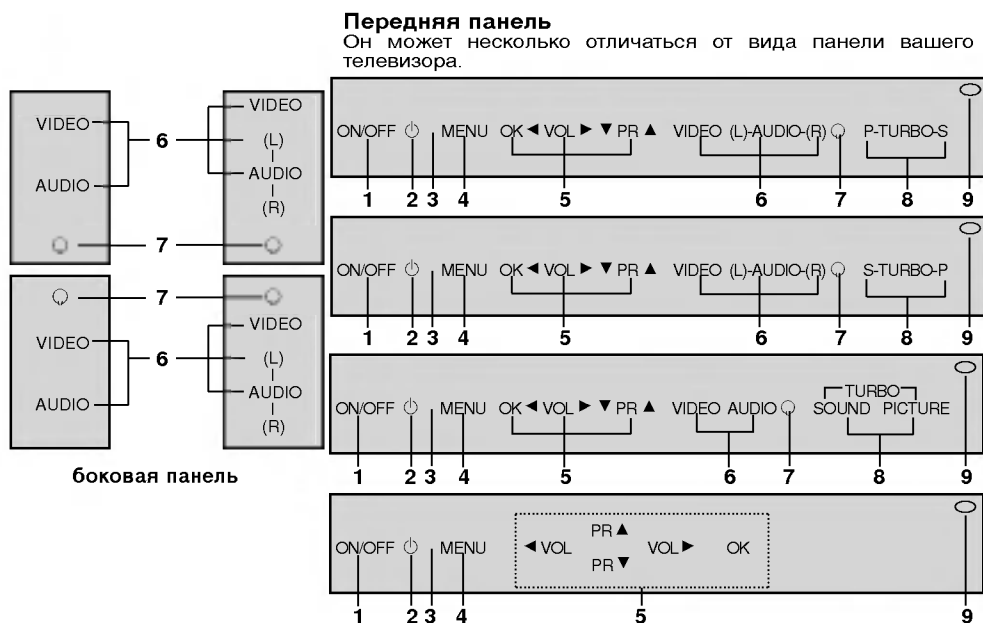 Передняя панель
Он может несколько отличаться от вида панели вашего
телевизора.
VIDEO
AUDIO
6
7
VIDEO
(L)
AUDIO
(R)
7
VIDEO
AUDIO
6
VIDEO
(L)
AUDIO
(R)
боковая панель
ON/OFF ⏻ MENU OK ◄ VOL ► ▼ PR ▲ VIDEO (L)-AUDIO-(R) P-TURBO-S
1 2 3 4 5 6 7 8 9
ON/OFF ⏻ MENU OK ◄ VOL ► ▼ PR ▲ VIDEO (L)-AUDIO-(R) S-TURBO-P
1 2 3 4 5 6 7 8 9
TURBO
ON/OFF ⏻ MENU OK ◄ VOL ► ▼ PR ▲ VIDEO AUDIO SOUND PICTURE
1 2 3 4 5 6 7 8 9
PR ▲
ON/OFF ⏻ MENU ◄ VOL VOL ► OK
PR ▼
1 2 3 4 5 9